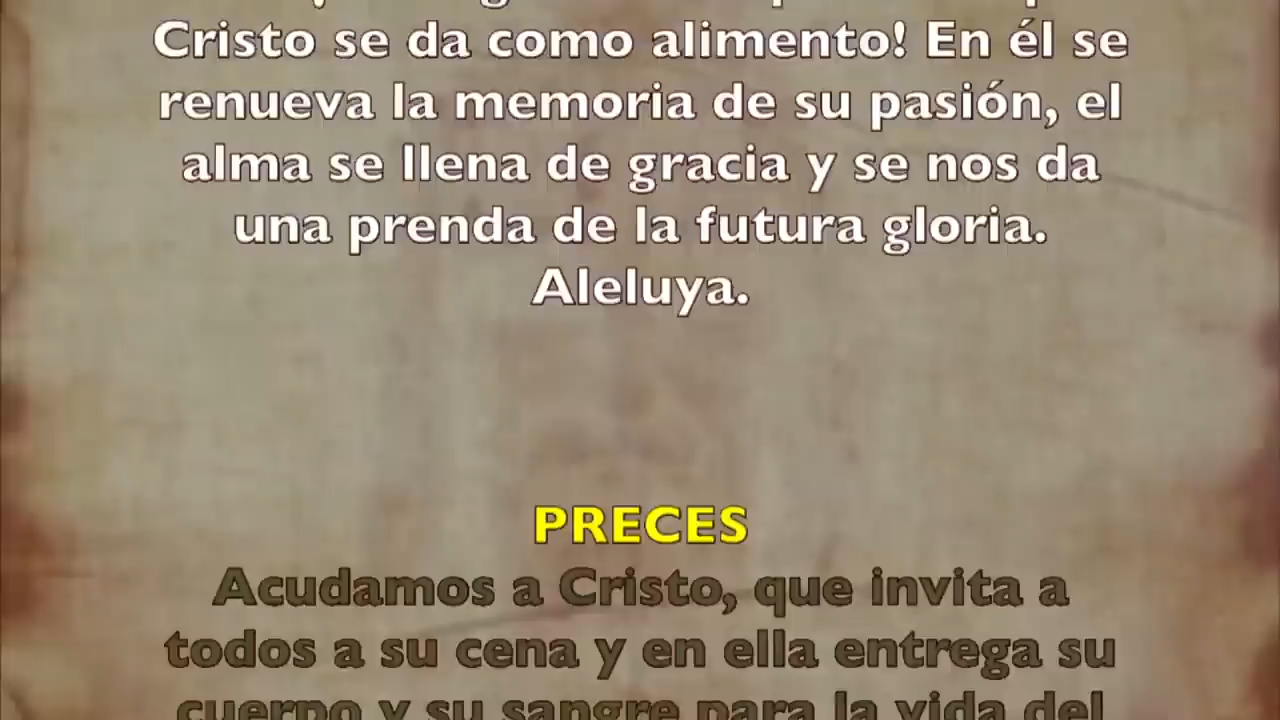 Cristo se da como alimento! En él se
renueva la memoria de su pasión, el
alma se llena de gracia y se nos da
una prenda de la futura gloria.
Aleluya.
PRECES
Acudamos a Cristo, que invita a
todos a su cena y en ella entrega su
cuerpo y su sangre para la vida del